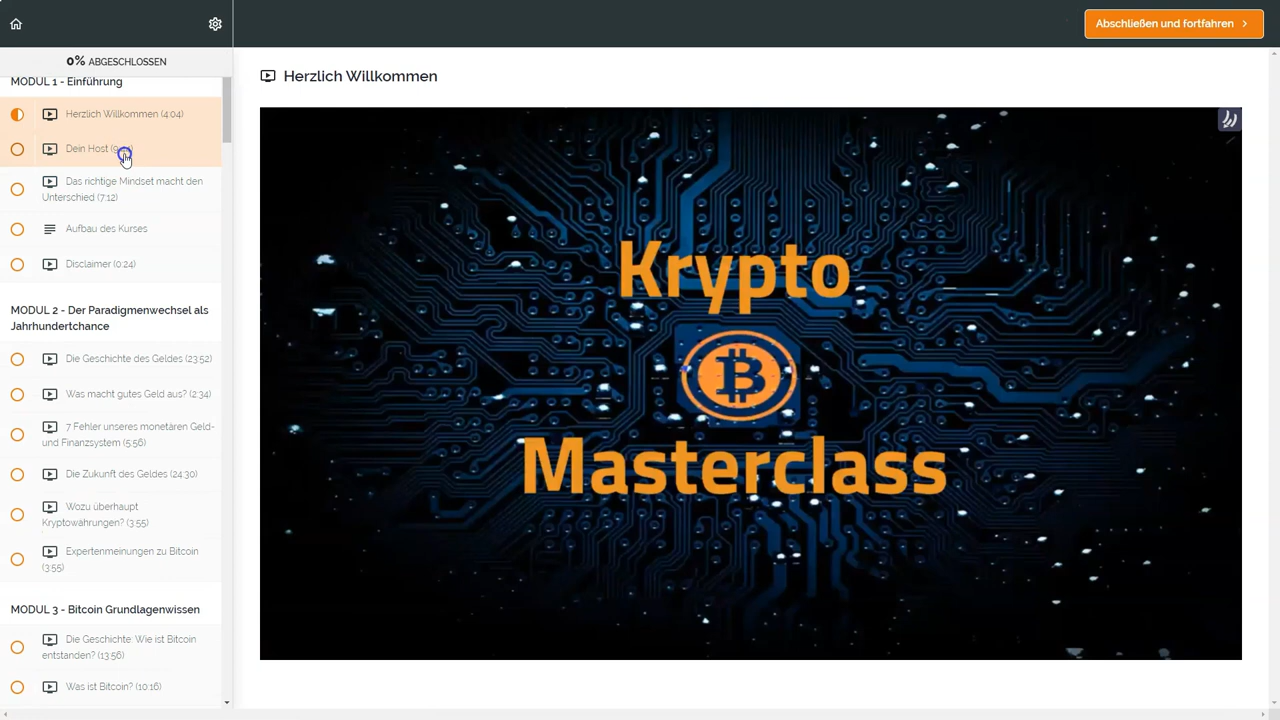 Abschließen und fortfahren
0% ABGESCHLOSSEN
MODUL 1 - Einführung
Herzlich Willkommen (4:04)
Dein Host
Das richtige Mindset macht den
Unterschied (7:12)
Aufbau des Kurses
Disclaimer (0:24)
MODUL 2 - Der Paradigmenwechsel als
Jahrhundertchance
Die Geschichte des Geldes (23:52)
Was macht gutes Geld aus? (2:34)
7 Fehler unseres monetären Geld-
und Finanzsystem (5:56)
Die Zukunft des Geldes (24:30)
Wozu überhaupt
Kryptowährungen? (3:55)
Expertenmeinungen zu Bitcoin
(3:55)
MODUL 3 - Bitcoin Grundlagenwissen
Die Geschichte: Wie ist Bitcoin
entstanden? (13:56)
Was ist Bitcoin? (10:16)
Herzlich Willkommen
Krypto
Masterclass